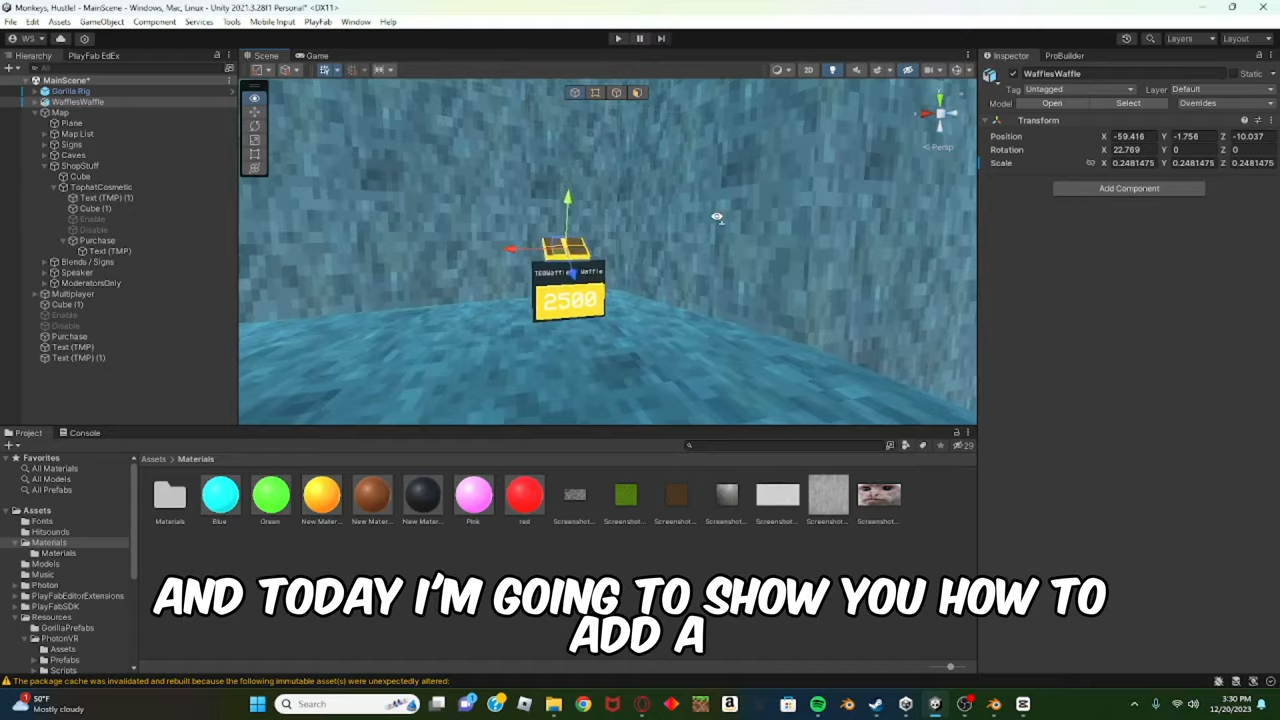 Monkeys, Hustle! - MainScene - Windows, Mac, Linux - Unity 2021.3.28f1 Personal* <DX11>
File Edit Assets GameObject Component Services Tools Mobile Input PlayFab Window Help
WS Layers Layout
Hierarchy PlayFab EdEx Scene Game Inspector ProBuilder
All
2D
MainScene*
Gorilla Rig
WafflesWaffle
Map
Plane
Map List
Signs
Caves
ShopStuff
Cube
TophatCosmetic
Text (TMP) (1)
Cube (1)
Enable
Disable
Purchase
Text (TMP)
Blends / Signs
Speaker
ModeratorsOnly
Multiplayer
Cube (1)
Enable
Disable
Purchase
Text (TMP)
Text (TMP) (1)
y
Persp
Waffle
2500
WafflesWaffle Static
Tag Untagged Layer Default
Model Open Select Overrides
Transform
Position X -59.416 Y -1.756 Z -10.037
Rotation X 22.769 Y 0 Z 0
Scale X 0.2481475 Y 0.2481475 Z 0.2481475
Add Component
Project Console
29
Favorites
All Materials
All Models
All Prefabs
Assets
Fonts
Hitsounds
Materials
Materials
Models
Music
Photon
PlayFabEditorExtensions
PlayFabSDK
Resources
GorillaPrefabs
PhotonVR
Assets
Prefabs
Scripts
Assets > Materials
Materials Blue Green New Mater... New Mater... New Mater... Pink red Screenshot... Screenshot... Screenshot... Screenshot... Screenshot... Screenshot... Screenshot...
AND TODAY I'M GOING TO SHOW YOU HOW TO
ADD A
The package cache was invalidated and rebuilt because the following immutable asset(s) were unexpectedly altered:
50°F
Mostly cloudy
Search
3:30 PM
12/20/2023